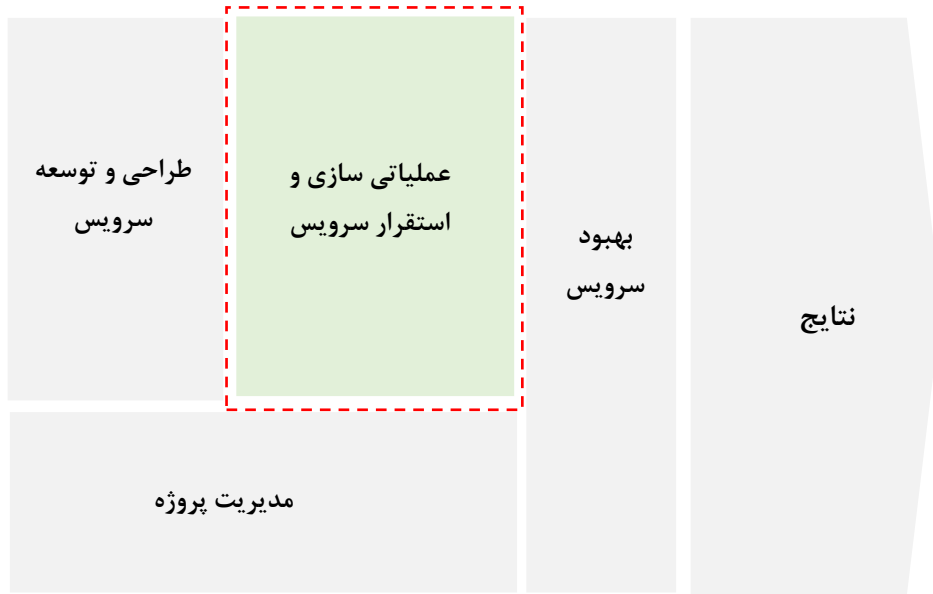 طراحی و توسعه
سرویس
عملیاتی سازی و
استقرار سرویس
بهبود
سرویس
نتایج
مدیریت پروژه